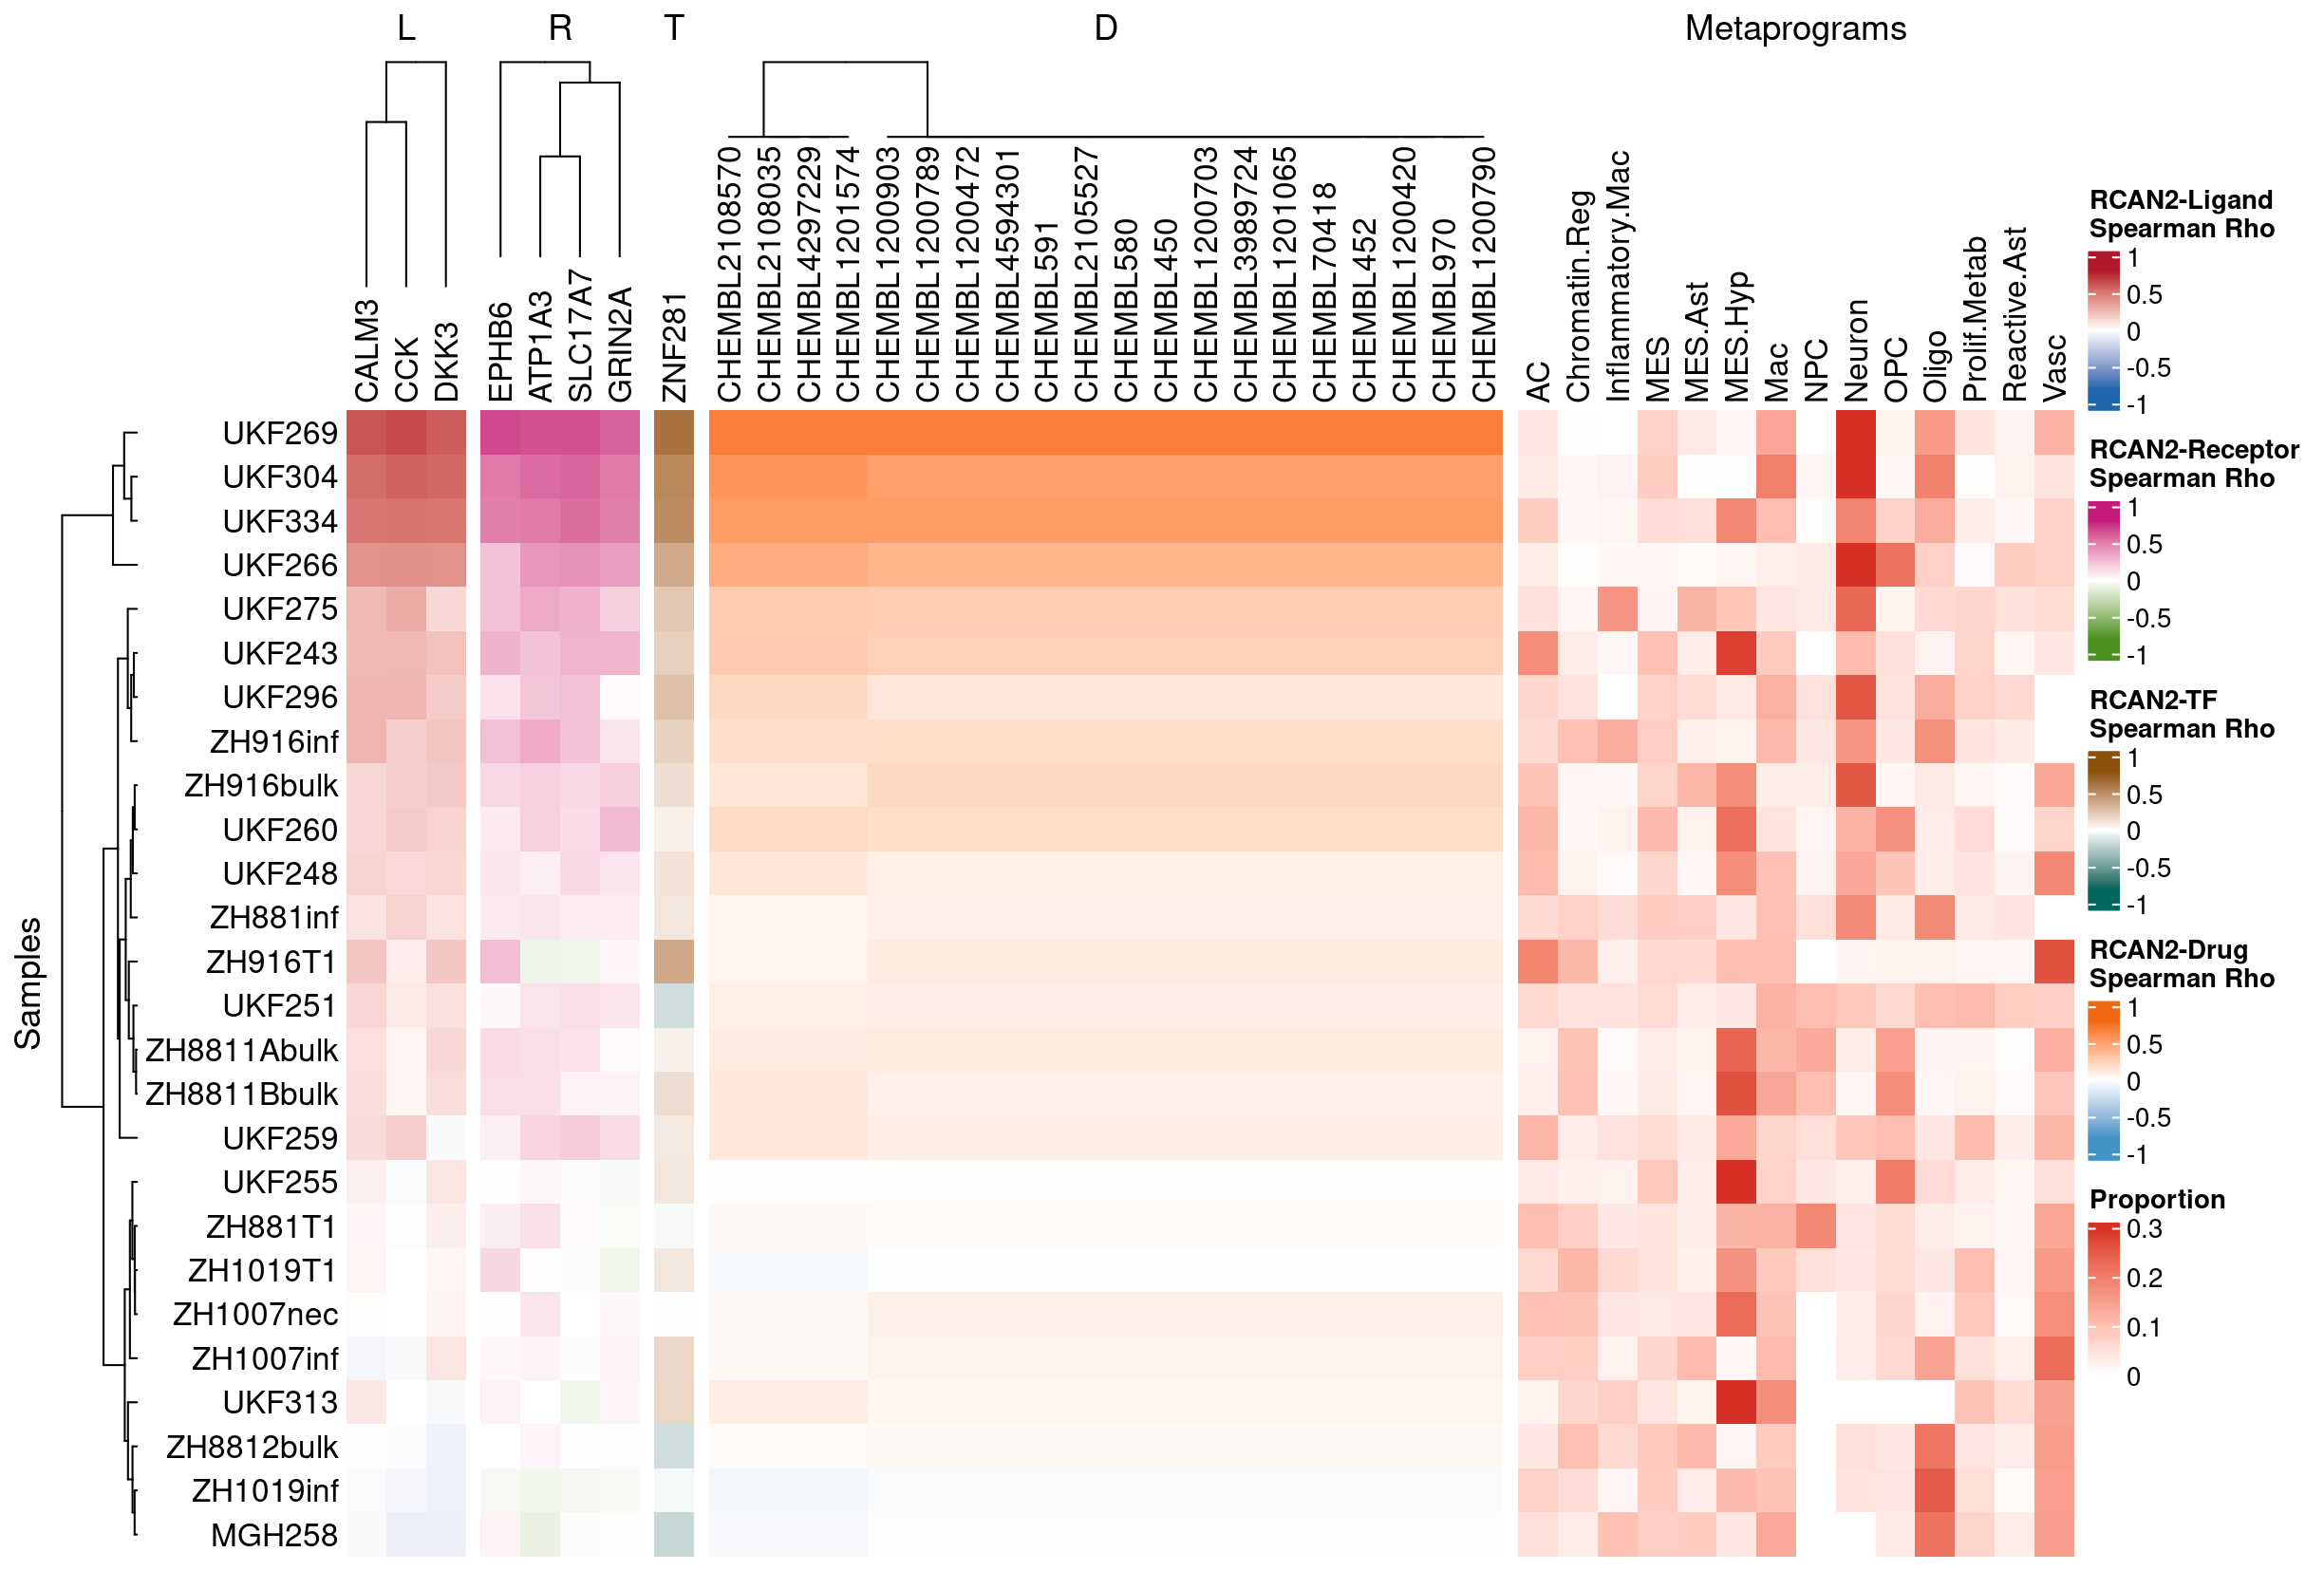 L R T D Metaprograms
CALM3
CCK
DKK3
EPHB6
ATP1A3
SLC17A7
GRIN2A
ZNF281
CHEMBL2108570
CHEMBL2108035
CHEMBL4297229
CHEMBL1201574
CHEMBL1200903
CHEMBL1200789
CHEMBL1200472
CHEMBL4594301
CHEMBL591
CHEMBL2105527
CHEMBL580
CHEMBL450
CHEMBL1200703
CHEMBL3989724
CHEMBL1201065
CHEMBL70418
CHEMBL452
CHEMBL1200420
CHEMBL970
CHEMBL1200790
AC
Chromatin.Reg
Inflammatory.Mac
MES
MES.Ast
MES.Hyp
Mac
NPC
Neuron
OPC
Oligo
Prolif.Metab
Reactive.Ast
Vasc
Samples
UKF269
UKF304
UKF334
UKF266
UKF275
UKF243
UKF296
ZH916inf
ZH916bulk
UKF260
UKF248
ZH881inf
ZH916T1
UKF251
ZH8811Abulk
ZH8811Bbulk
UKF259
UKF255
ZH881T1
ZH1019T1
ZH1007nec
ZH1007inf
UKF313
ZH8812bulk
ZH1019inf
MGH258
RCAN2-Ligand
Spearman Rho
1
0.5
0
-0.5
-1
RCAN2-Receptor
Spearman Rho
1
0.5
0
-0.5
-1
RCAN2-TF
Spearman Rho
1
0.5
0
-0.5
-1
RCAN2-Drug
Spearman Rho
1
0.5
0
-0.5
-1
Proportion
0.3
0.2
0.1
0